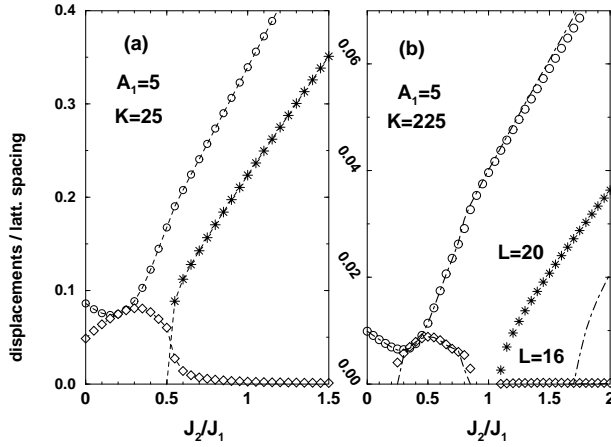 displacements / latt. spacing
(a)
A₁=5
K=25
0.4
0.3
0.2
0.1
0.0
0
0.5
1.0
1.5
J₂/J₁
(b)
A₁=5
K=225
0.06
0.04
0.02
0.00
L=20
L=16
0
0.5
1
1.5
2
J₂/J₁